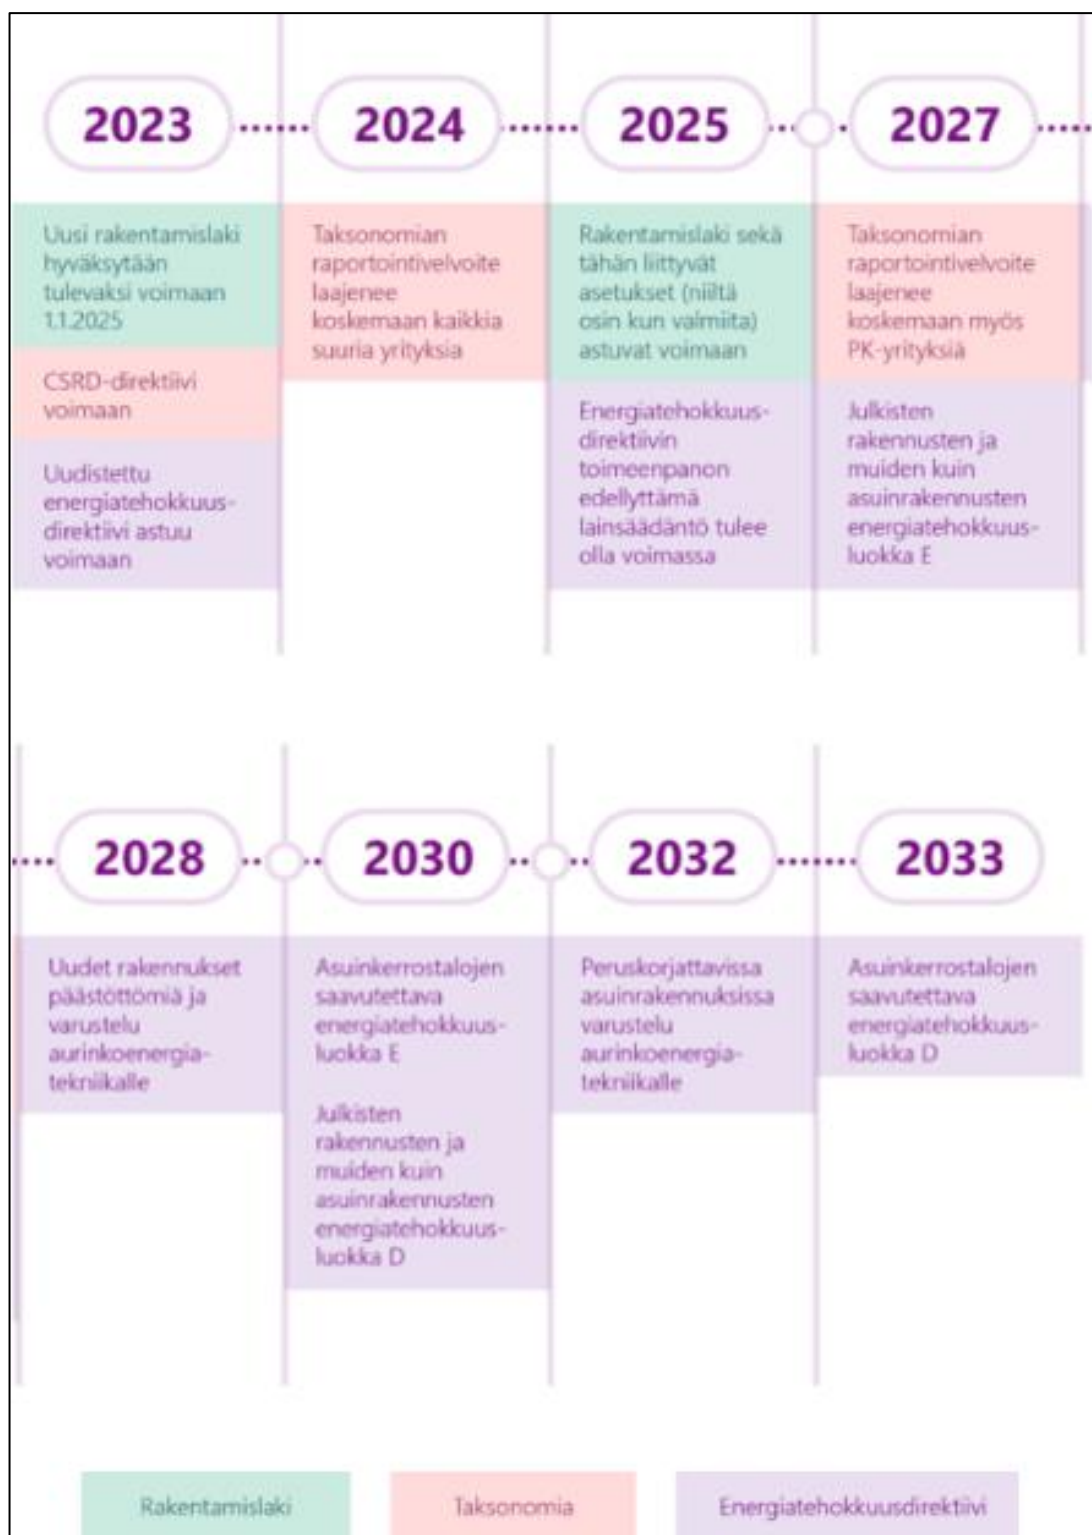 2023
2024
2025
2027
Uusi rakentamislaki
hyväksytään
tulevaksi voimaan
1.1.2025
CSRD-direktiivi
voimaan
Uudistettu
energiatehokkuus-
direktiivi astuu
voimaan
Taksonomian
raportointivelvoite
laajenee
koskemaan kaikkia
suuria yrityksiä
Rakentamislaki sekä
tähän liittyvät
asetukset (niiltä
osin kun valmiita)
astuvat voimaan
Energiatehokkuus-
direktiivin
toimeenpanon
edellyttämä
lainsäädäntö tulee
olla voimassa
Taksonomian
raportointivelvoite
laajenee
koskemaan myös
PK-yrityksiä
Julkisten
rakennusten ja
muiden kuin
asuinrakennusten
energiatehokkuus-
luokka E
2028
2030
2032
2033
Uudet rakennukset
päästöttömiä ja
varustelu
aurinkoenergia-
tekniikalle
Asuinkerrostalojen
saavutettava
energiatehokkuus-
luokka E
Julkisten
rakennusten ja
muiden kuin
asuinrakennusten
energiatehokkuus-
luokka D
Peruskorjattavissa
asuinrakennuksissa
varustelu
aurinkoenergia-
tekniikalle
Asuinkerrostalojen
saavutettava
energiatehokkuus-
luokka D
Rakentamislaki
Taksonomia
Energiatehokkuusdirektiivi